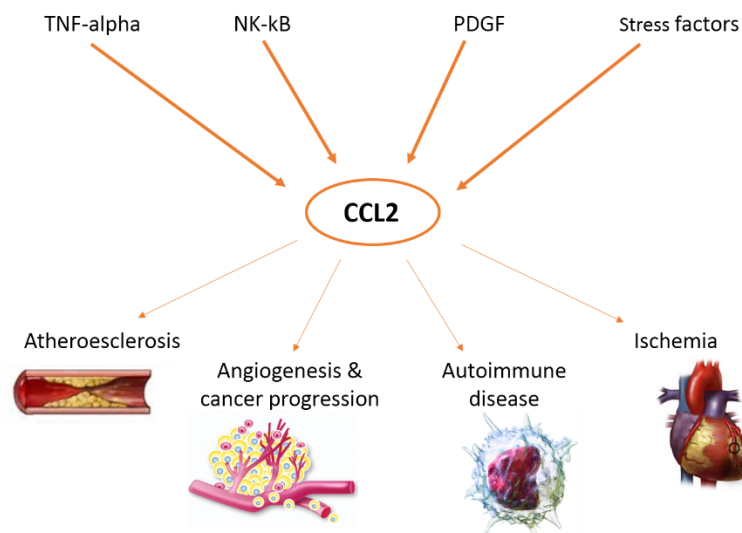 TNF-alpha
NK-kB
PDGF
Stress factors
CCL2
Atheroesclerosis
Angiogenesis &
cancer progression
Autoimmune
disease
Ischemia